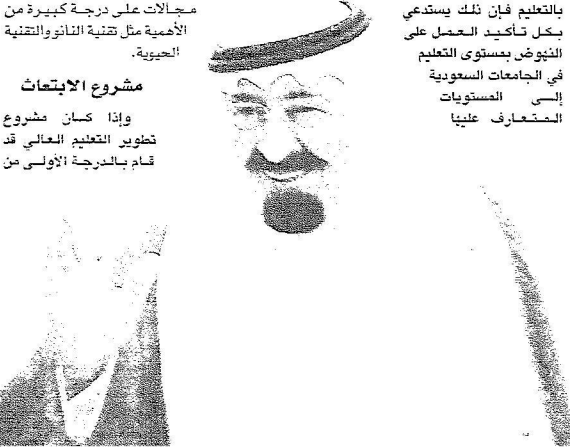 بالتعليم فإن ذلك يستدعي
بكل تأكيد العمل على
النهوض بمستوى التعليم
في الجامعات السعودية
إلى المستويات
المتعارف عليها
مجالات على درجة كبيرة من
الأهمية مثل تقنية النانو والتقنية
الحيوية.
مشروع الابتعاث
وإذا كان مشروع
تطوير التعليم العالي قد
قام بالدرجة الأولى من